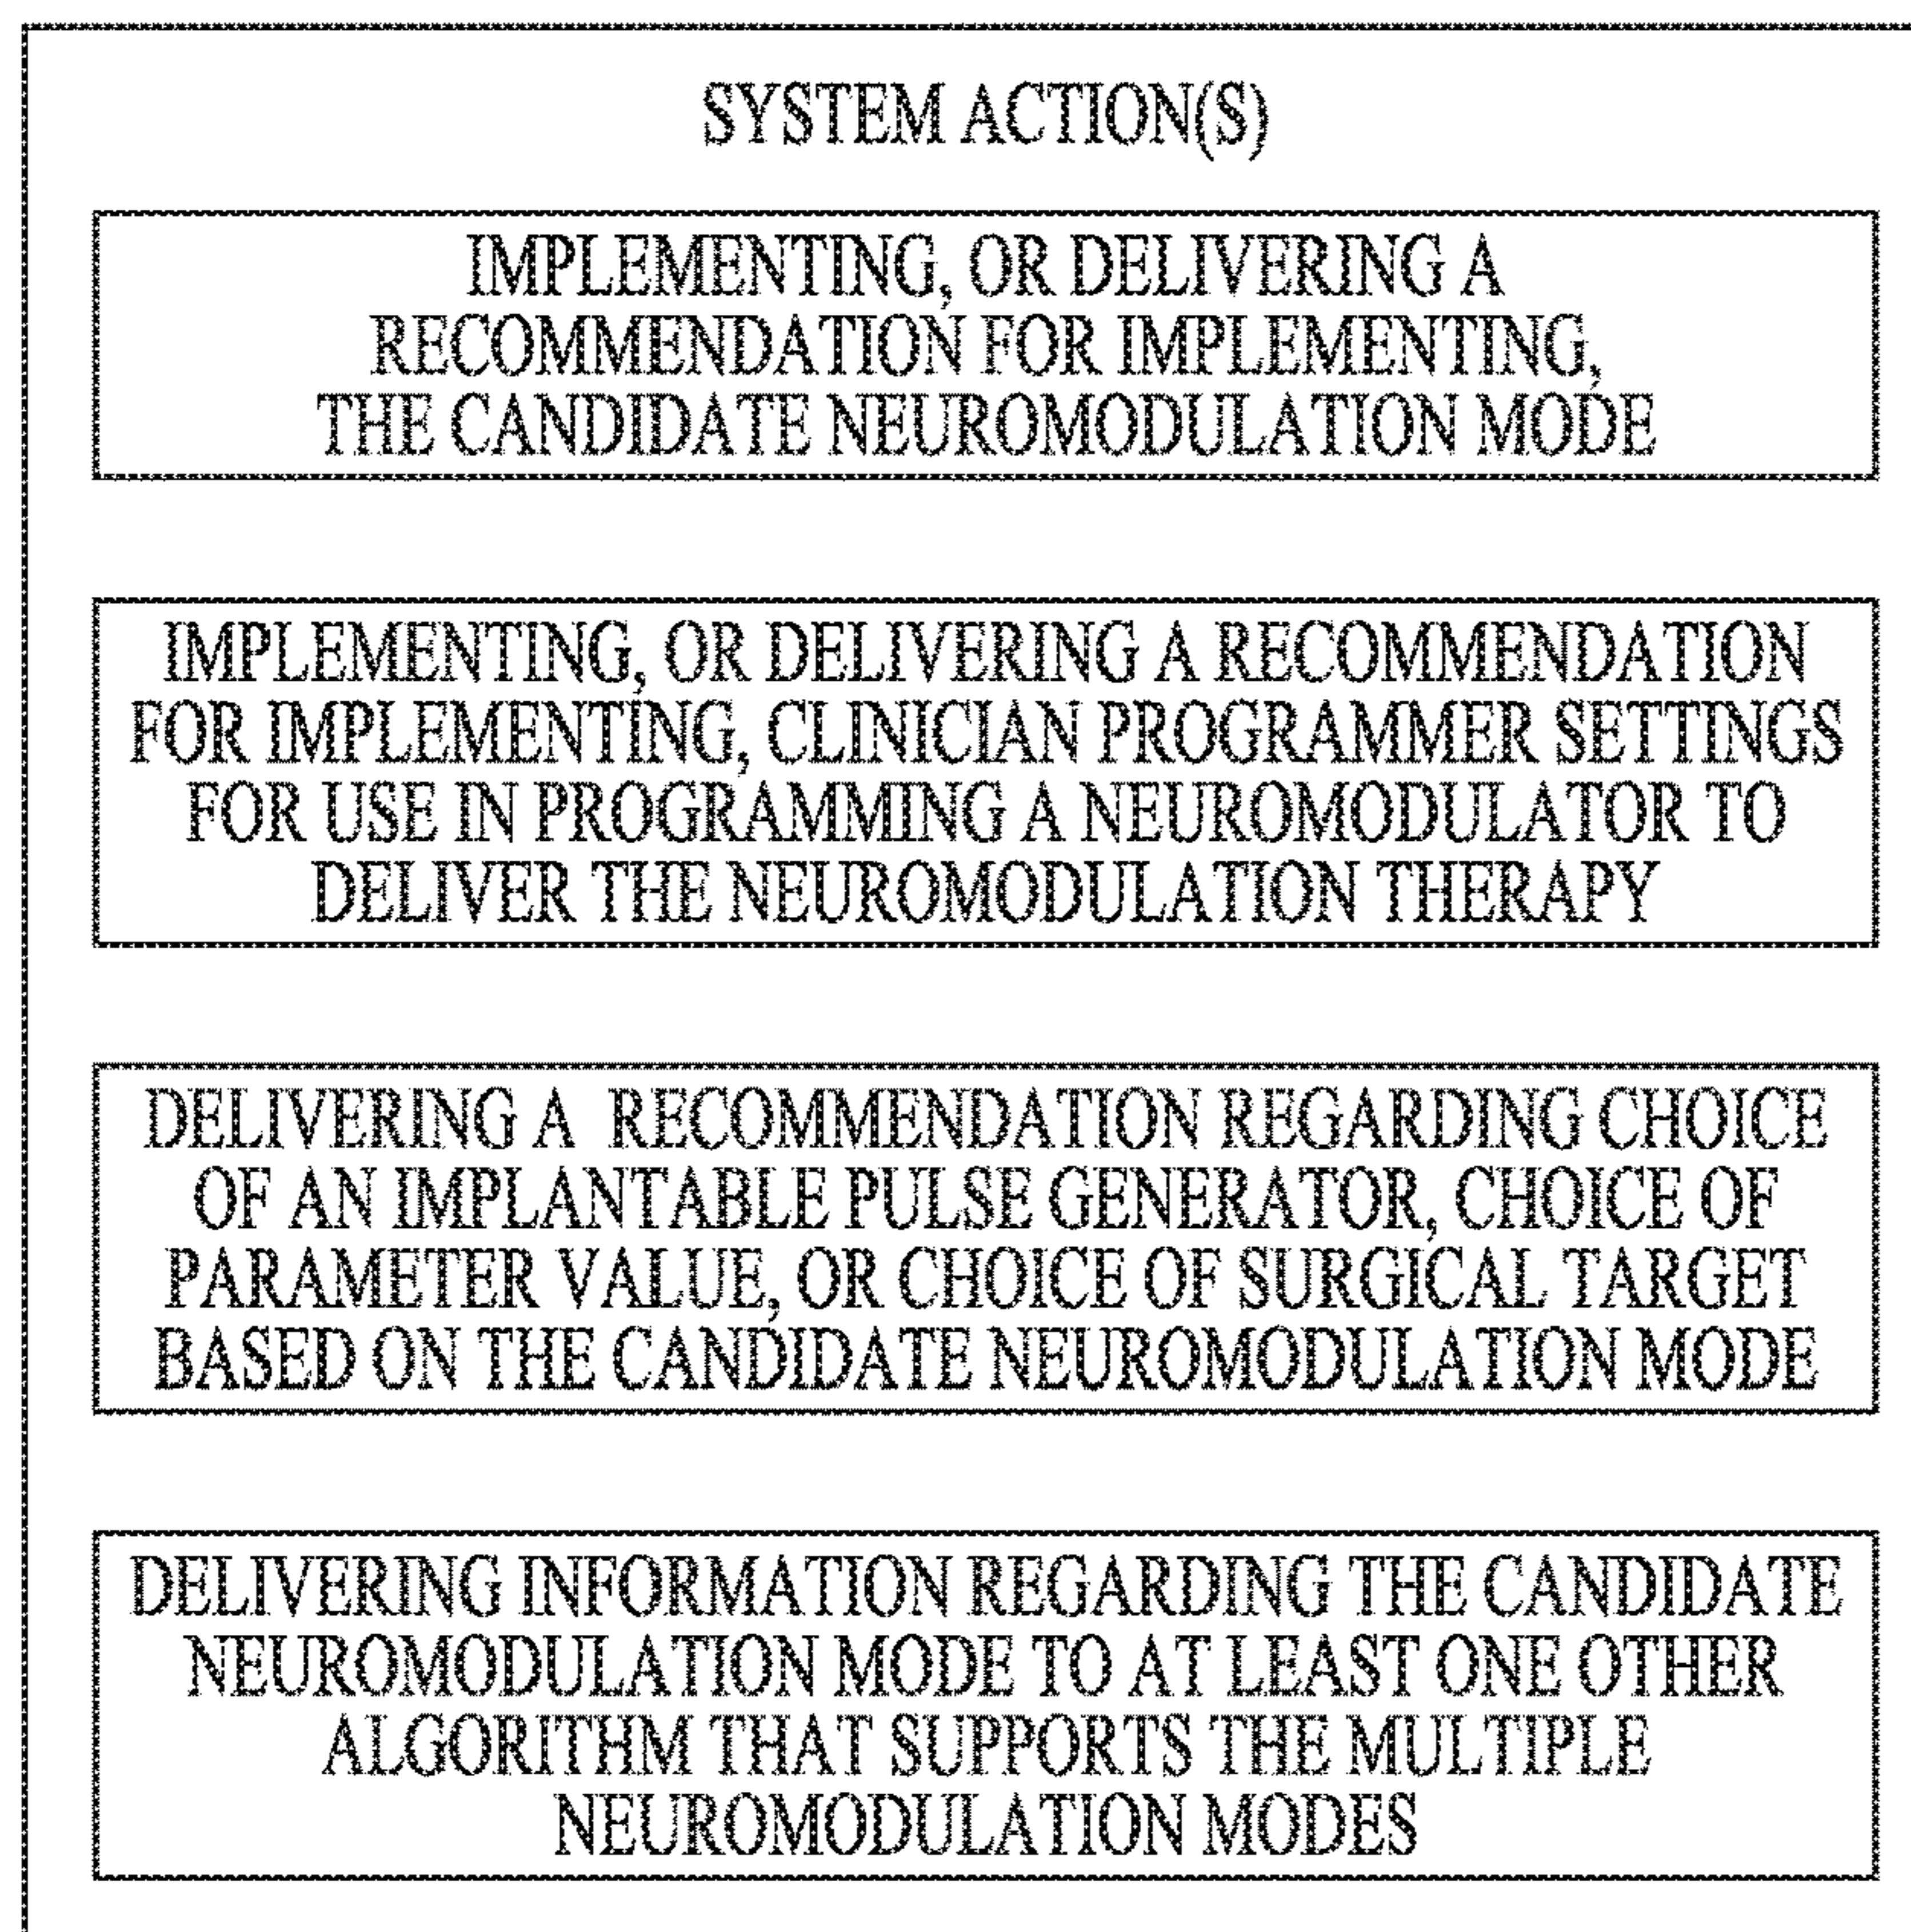 SYSTEM ACTION(S)
IMPLEMENTING, OR DELIVERING A
RECOMMENDATION FOR IMPLEMENTING,
THE CANDIDATE NEUROMODULATION MODE
IMPLEMENTING, OR DELIVERING A RECOMMENDATION
FOR IMPLEMENTING, CLINICIAN PROGRAMMER SETTINGS
FOR USE IN PROGRAMMING A NEUROMODULATOR TO
DELIVER THE NEUROMODULATION THERAPY
DELIVERING A RECOMMENDATION REGARDING CHOICE
OF AN IMPLANTABLE PULSE GENERATOR, CHOICE OF
PARAMETER VALUE, OR CHOICE OF SURGICAL TARGET
BASED ON THE CANDIDATE NEUROMODULATION MODE
DELIVERING INFORMATION REGARDING THE CANDIDATE
NEUROMODULATION MODE TO AT LEAST ONE OTHER
ALGORITHM THAT SUPPORTS THE MULTIPLE
NEUROMODULATION MODES